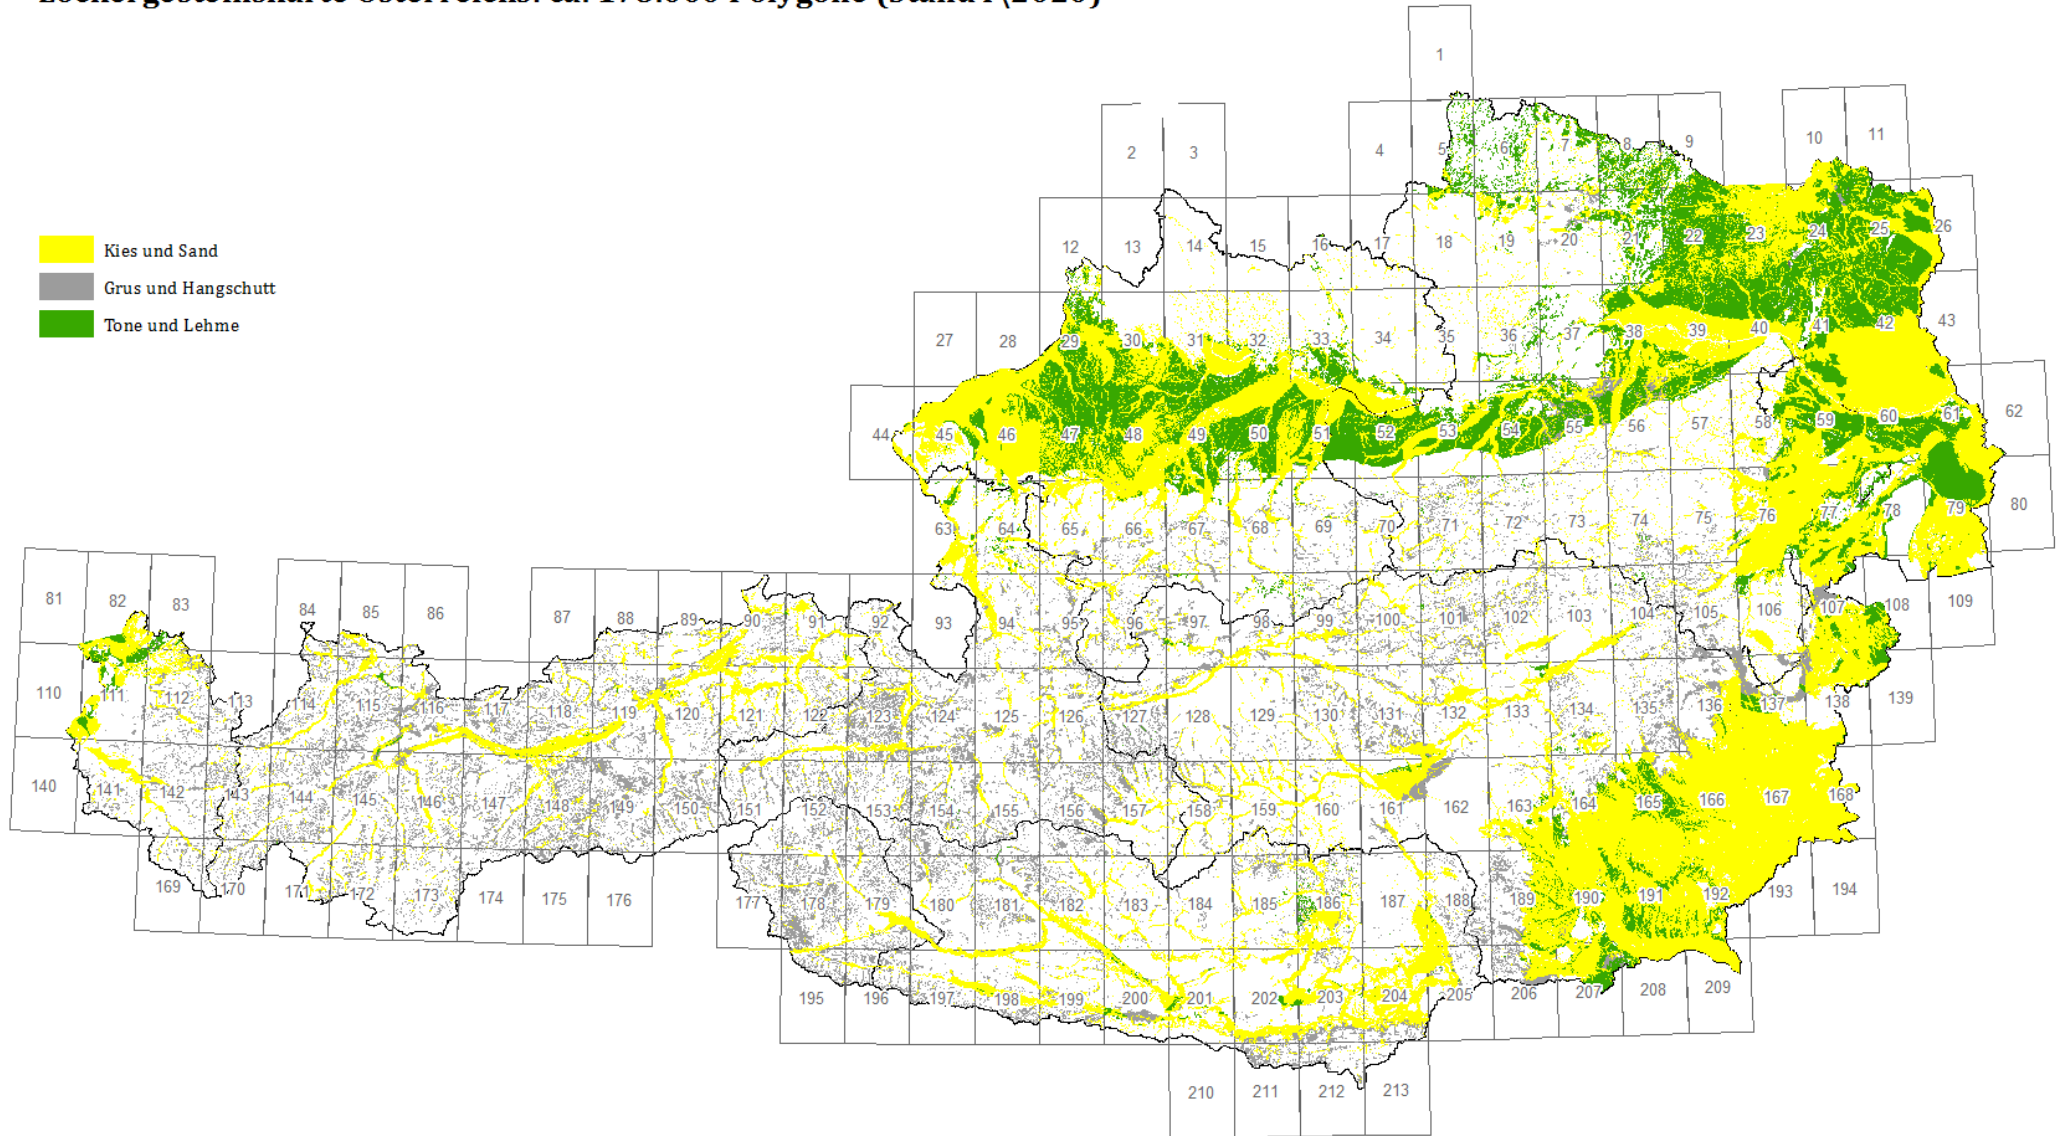 1
2 3 4 5 6 7 8 9 10 11
12 13 14 15 16 17 18 19 20 21 22 23 24 25 26
Kies und Sand
Grus und Hangschutt
Tone und Lehme
27 28 29 30 31 32 33 34 35 36 37 38 39 40 41 42 43
44 45 46 47 48 49 50 51 52 53 54 55 56 57 58 59 60 61 62
63 64 65 66 67 68 69 70 71 72 73 74 75 76 77 78 79 80
81 82 83 84 85 86 87 88 89 90 91 92 93 94 95 96 97 98 99 100 101 102 103 104 105 106 107 108 109
110 111 112 113 114 115 116 117 118 119 120 121 122 123 124 125 126 127 128 129 130 131 132 133 134 135 136 137 138 139
140 141 142 143 144 145 146 147 148 149 150 151 152 153 154 155 156 157 158 159 160 161 162 163 164 165 166 167 168
169 170 171 172 173 174 175 176 177 178 179 180 181 182 183 184 185 186 187 188 189 190 191 192 193 194
195 196 197 198 199 200 201 202 203 204 205 206 207 208 209
210 211 212 213